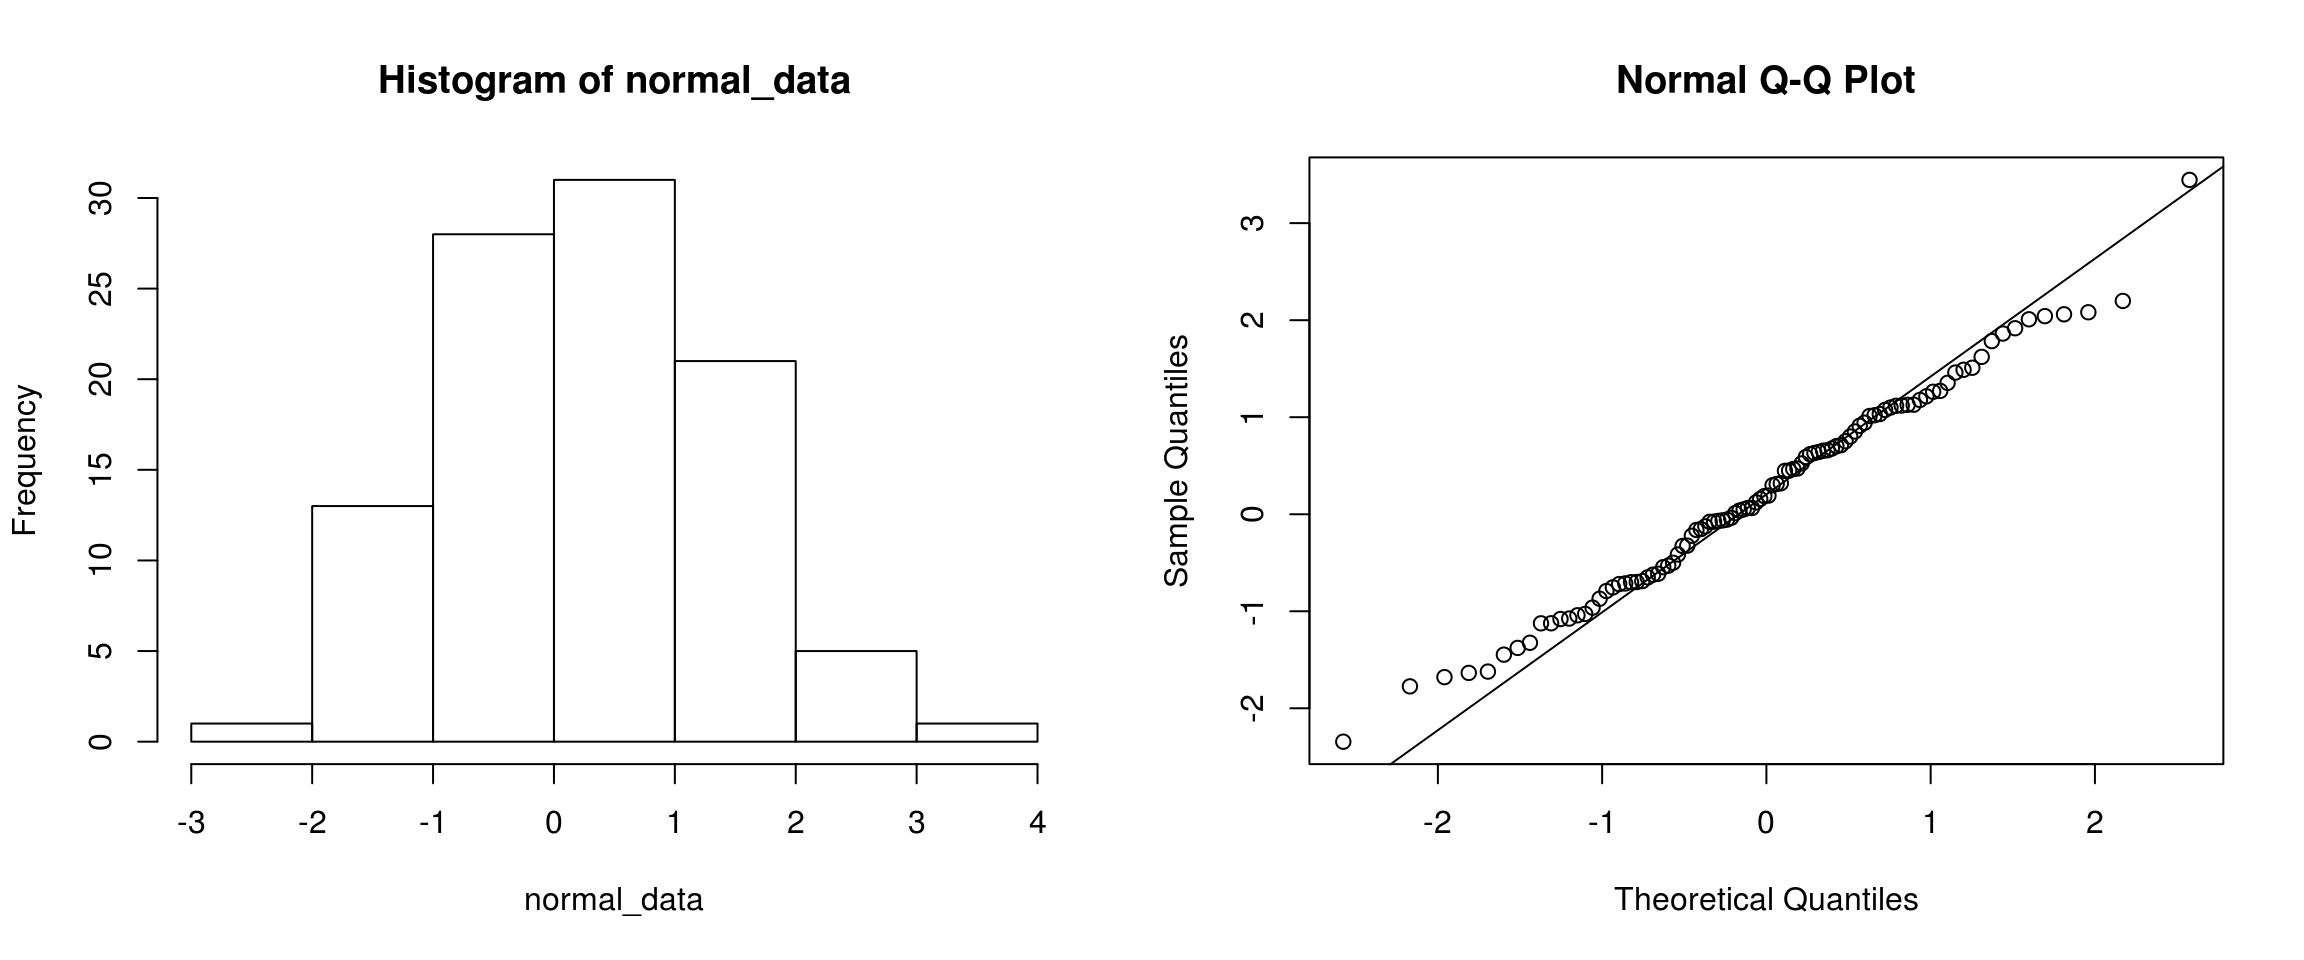 Histogram of normal_data
Frequency
0 5 10 15 20 25 30
-3 -2 -1 0 1 2 3 4
normal_data
Normal Q-Q Plot
Sample Quantiles
-2 -1 0 1 2 3
-2 -1 0 1 2
Theoretical Quantiles